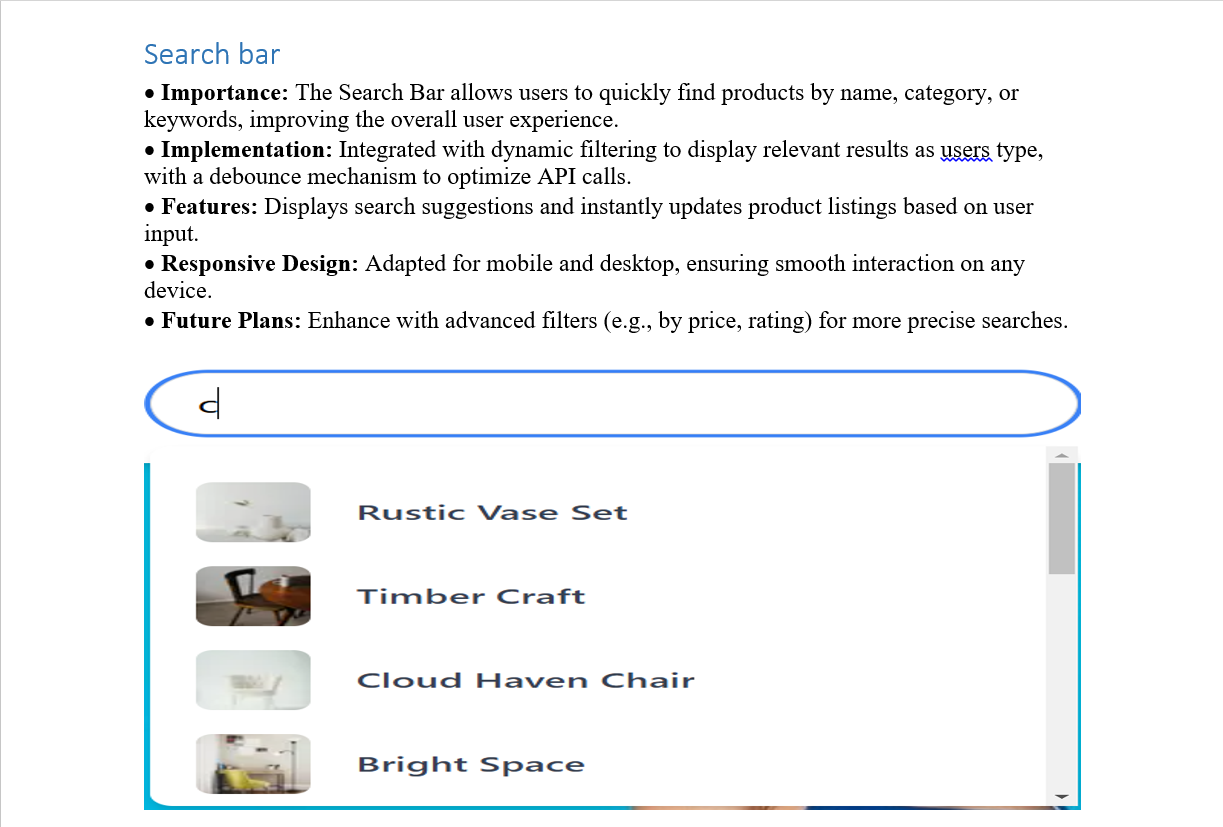 Search bar
• Importance: The Search Bar allows users to quickly find products by name, category, or
keywords, improving the overall user experience.
• Implementation: Integrated with dynamic filtering to display relevant results as users type,
with a debounce mechanism to optimize API calls.
• Features: Displays search suggestions and instantly updates product listings based on user
input.
• Responsive Design: Adapted for mobile and desktop, ensuring smooth interaction on any
device.
• Future Plans: Enhance with advanced filters (e.g., by price, rating) for more precise searches.
c
Rustic Vase Set
Timber Craft
Cloud Haven Chair
Bright Space